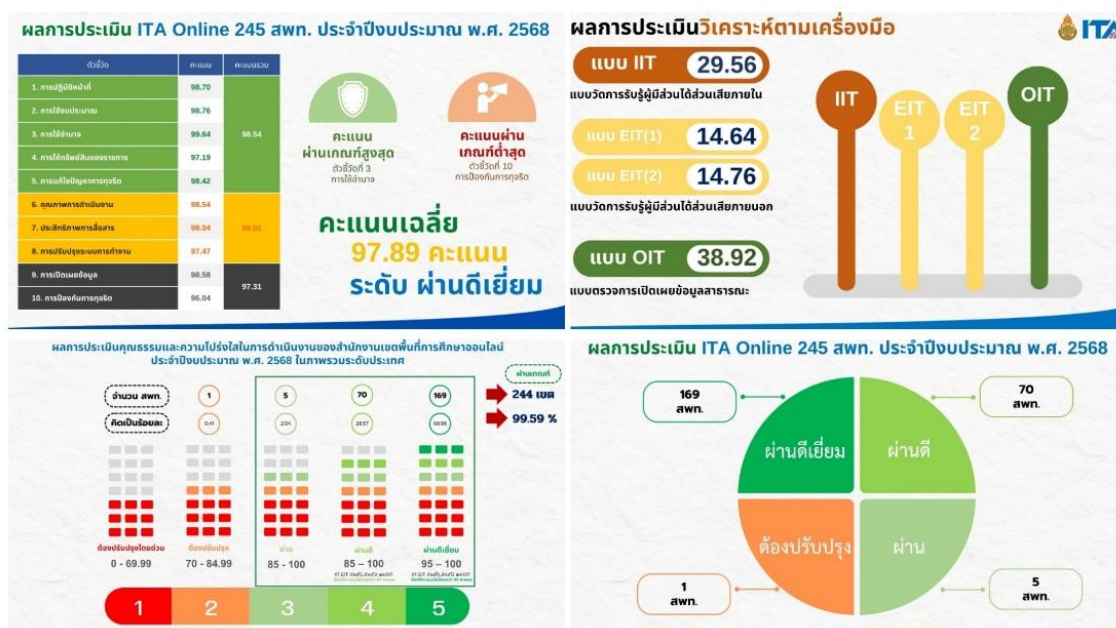 ผลการประเมิน ITA Online 245 สพท. ประจำปีงบประมาณ พ.ศ. 2568
ตัวชี้วัด คะแนน คะแนนรวม
1. การปฏิบัติหน้าที่ 98.70
2. การใช้งบประมาณ 98.76
3. การใช้อำนาจ 99.64 98.54
4. การใช้ทรัพย์สินของราชการ 97.19
5. การแก้ไขปัญหาการทุจริต 98.42
6. คุณภาพการดำเนินงาน 98.54
7. ประสิทธิภาพการสื่อสาร 98.04 98.01
8. การปรับปรุงระบบการทำงาน 97.47
9. การเปิดเผยข้อมูล 98.58
97.31
10. การป้องกันการทุจริต 96.04
คะแนน
ผ่านเกณฑ์สูงสุด
ตัวชี้วัดที่ 3
การใช้อำนาจ
คะแนนผ่าน
เกณฑ์ต่ำสุด
ตัวชี้วัดที่ 10
การป้องกันการทุจริต
คะแนนเฉลี่ย
97.89 คะแนน
ระดับ ผ่านดีเยี่ยม
ผลการประเมินวิเคราะห์ตามเครื่องมือ
ITA
แบบ IIT 29.56
แบบวัดการรับรู้ผู้มีส่วนได้ส่วนเสียภายใน
แบบ EIT(1) 14.64
แบบ EIT(2) 14.76
แบบวัดการรับรู้ผู้มีส่วนได้ส่วนเสียภายนอก
แบบ OIT 38.92
แบบตรวจการเปิดเผยข้อมูลสาธารณะ
IIT
EIT
1
EIT
2
OIT
ผลการประเมินคุณธรรมและความโปร่งใสในการดำเนินงานของสำนักงานเขตพื้นที่การศึกษาออนไลน์
ประจำปีงบประมาณ พ.ศ. 2568 ในภาพรวมระดับประเทศ
ผ่านเกณฑ์
จำนวน สพท. 1 5 70 169 244 เขต
คิดเป็นร้อยละ 0.41 2.04 28.57 68.98 99.59 %
ต้องปรับปรุงโดยด่วน ต้องปรับปรุง ผ่าน ผ่านดี ผ่านดีเยี่ยม
0 - 69.99 70 - 84.99 85 - 100 85 – 100 95 – 100
1 2 3 4 5
ผลการประเมิน ITA Online 245 สพท. ประจำปีงบประมาณ พ.ศ. 2568
169
สพท.
70
สพท.
ผ่านดีเยี่ยม ผ่านดี
ต้องปรับปรุง ผ่าน
1
สพท.
5
สพท.